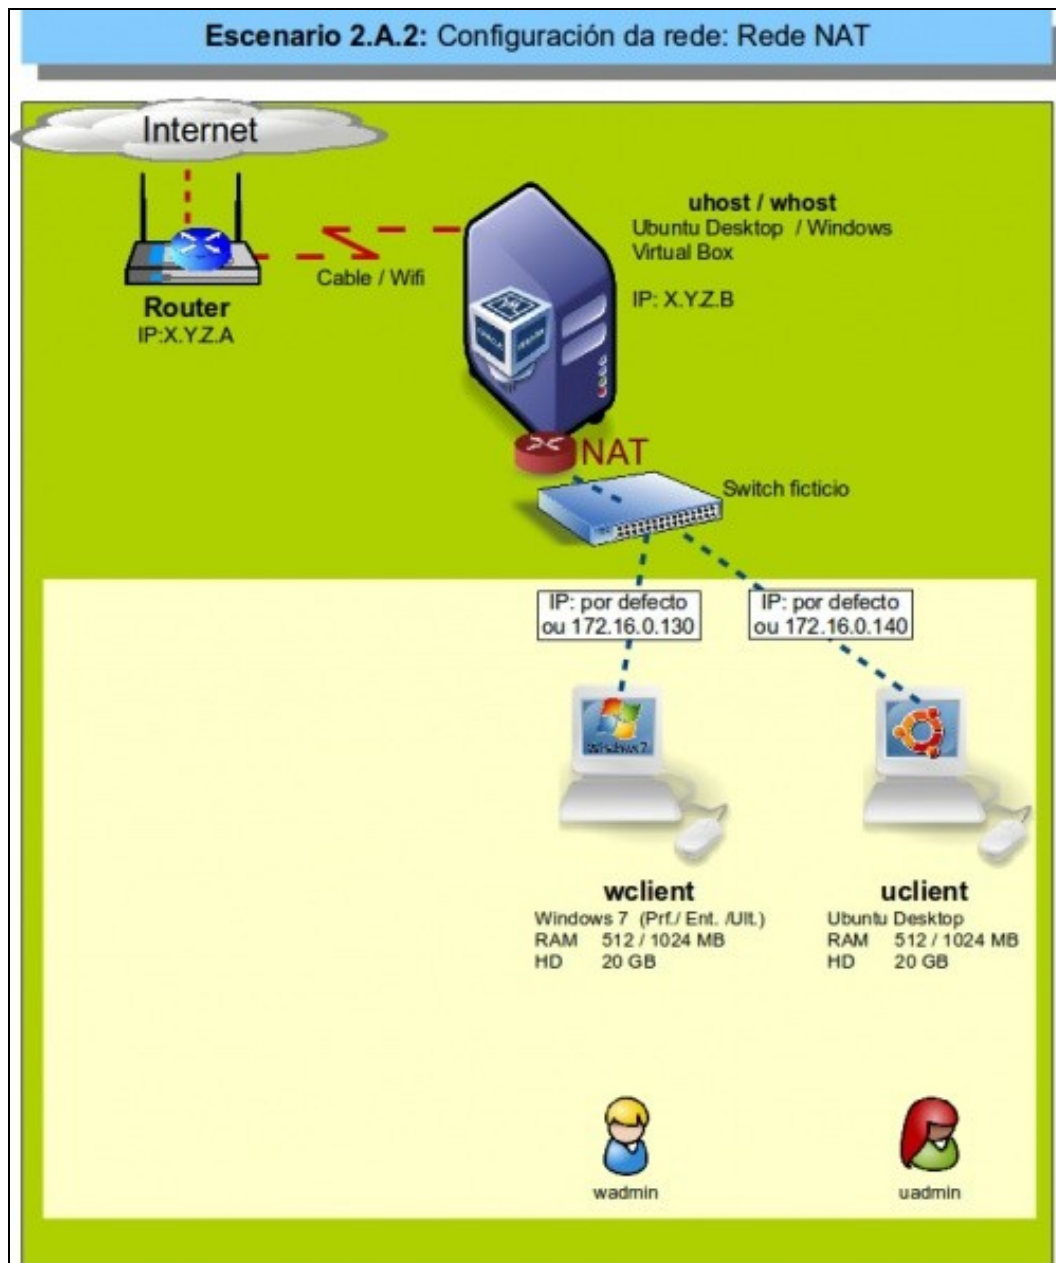 Escenario 2.A.2: Configuración da rede: Rede NAT
Internet
Router
IP:X.Y.Z.A
Cable / Wifi
uhost / whost
Ubuntu Desktop / Windows
Virtual Box
IP: X.Y.Z.B
NAT
Switch ficticio
IP: por defecto
ou 172.16.0.130
IP: por defecto
ou 172.16.0.140
Windows 7
wclient
Windows 7 (Prf./ Ent. /Ult.)
RAM 512 / 1024 MB
HD 20 GB
uclient
Ubuntu Desktop
RAM 512 / 1024 MB
HD 20 GB
wadmin
uadmin